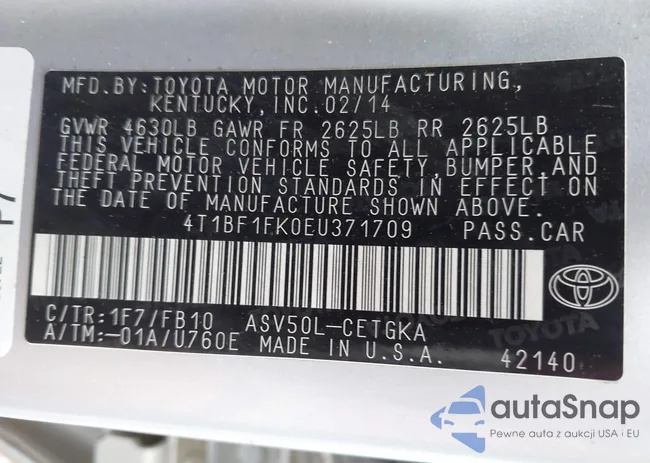 MFD.BY:TOYOTA MOTOR MANUFACTURING,
KENTUCKY,INC.02/14
GVWR 4630LB GAWR FR 2625LB RR 2625LB
THIS VEHICLE CONFORMS TO ALL APPLICABLE
FEDERAL MOTOR VEHICLE SAFETY,BUMPER,AND
THEFT PREVENTION STANDARDS IN EFFECT ON
THE DATE OF MANUFACTURE SHOWN ABOVE.
4T1BF1FK0EU371709 PASS.CAR
C/TR:1F7/FB10 ASV50L-CETGKA
A/TM:-01A/U760E MADE IN U.S.A. 42140
TOYOTA
autoSnap
Pewne auta z aukcji USA i EU